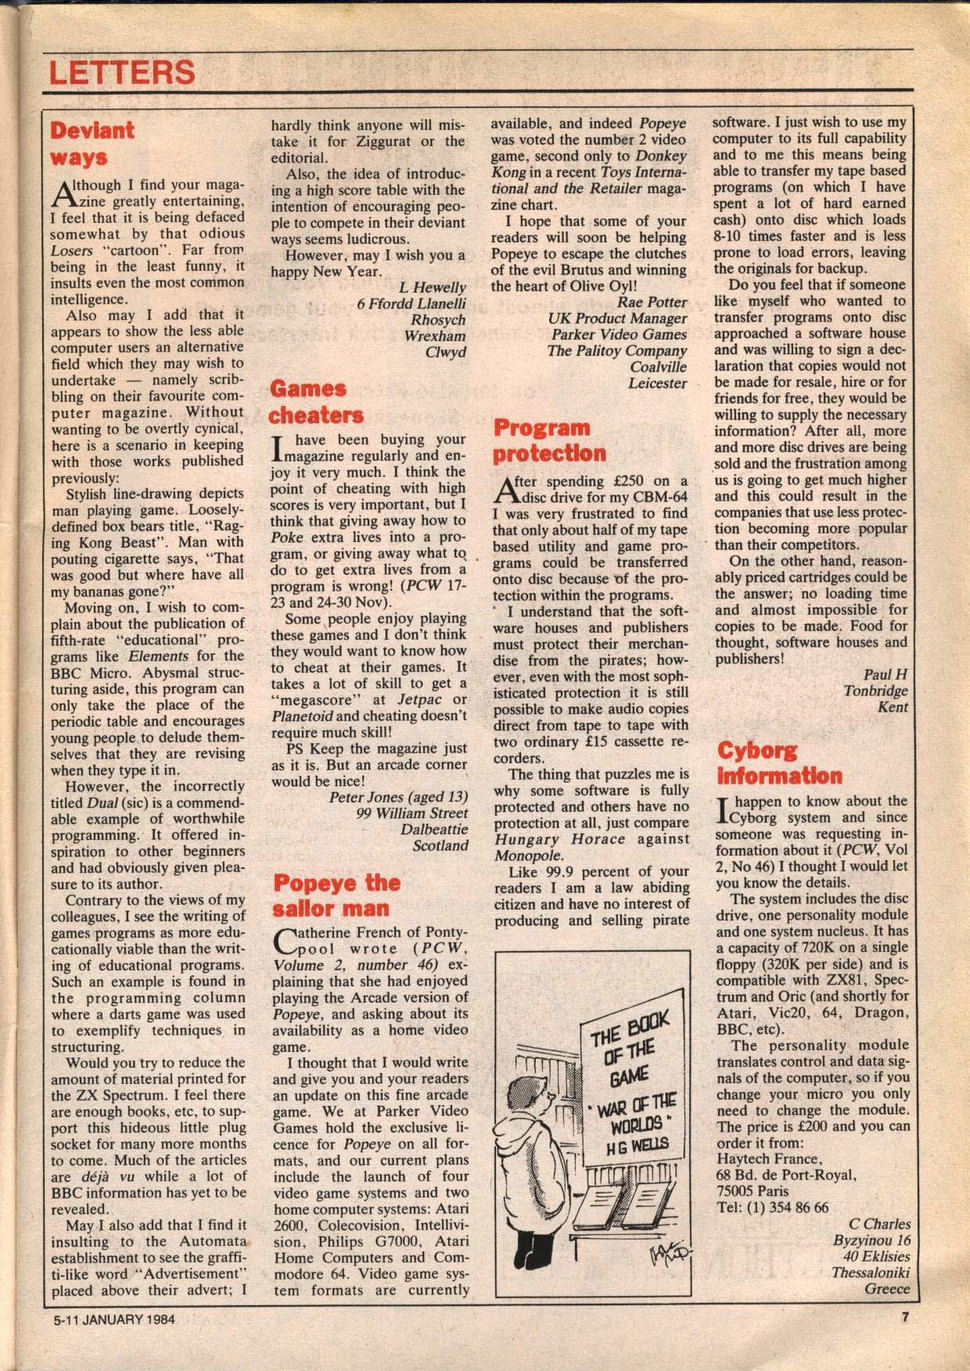 LETTERS
Deviant
ways
Although I find your maga-
zine greatly entertaining,
I feel that it is being defaced
somewhat by that odious
Losers "cartoon". Far from
being in the least funny, it
insults even the most common
intelligence.
Also may I add that it
appears to show the less able
computer users an alternative
field which they may wish to
undertake — namely scrib-
bling on their favourite com-
puter magazine. Without
wanting to be overtly cynical,
here is a scenario in keeping
with those works published
previously:
Stylish line-drawing depicts
man playing game. Loosely-
defined box bears title, "Rag-
ing Kong Beast". Man with
pouting cigarette says, "That
was good but where have all
my bananas gone?"
Moving on, I wish to com-
plain about the publication of
fifth-rate "educational" pro-
grams like Elements for the
BBC Micro. Abysmal struc-
turing aside, this program can
only take the place of the
periodic table and encourages
young people to delude them-
selves that they are revising
when they type it in.
However, the incorrectly
titled Dual (sic) is a commend-
able example of worthwhile
programming. It offered in-
spiration to other beginners
and had obviously given plea-
sure to its author.
Contrary to the views of my
colleagues, I see the writing of
games programs as more edu-
cationally viable than the writ-
ing of educational programs.
Such an example is found in
the programming column
where a darts game was used
to exemplify techniques in
structuring.
Would you try to reduce the
amount of material printed for
the ZX Spectrum. I feel there
are enough books, etc, to sup-
port this hideous little plug
socket for many more months
to come. Much of the articles
are déjà vu while a lot of
BBC information has yet to be
revealed.
May I also add that I find it
insulting to the Automata
establishment to see the graffi-
ti-like word "Advertisement"
placed above their advert; I
hardly think anyone will mis-
take it for Ziggurat or the
editorial.
Also, the idea of introduc-
ing a high score table with the
intention of encouraging peo-
ple to compete in their deviant
ways seems ludicrous.
However, may I wish you a
happy New Year.
L Hewelly
6 Ffordd Llanelli
Rhosych
Wrexham
Clwyd
Games
cheaters
I have been buying your
magazine regularly and en-
joy it very much. I think the
point of cheating with high
scores is very important, but I
think that giving away how to
Poke extra lives into a pro-
gram, or giving away what to
do to get extra lives from a
program is wrong! (PCW 17-
23 and 24-30 Nov).
Some people enjoy playing
these games and I don't think
they would want to know how
to cheat at their games. It
takes a lot of skill to get a
"megascore" at Jetpac or
Planetoid and cheating doesn't
require much skill!
PS Keep the magazine just
as it is. But an arcade corner
would be nice!
Peter Jones (aged 13)
99 William Street
Dalbeattie
Scotland
Popeye the
sailor man
Catherine French of Ponty-
pool wrote (PCW,
Volume 2, number 46) ex-
plaining that she had enjoyed
playing the Arcade version of
Popeye, and asking about its
availability as a home video
game.
I thought that I would write
and give you and your readers
an update on this fine arcade
game. We at Parker Video
Games hold the exclusive li-
cence for Popeye on all for-
mats, and our current plans
include the launch of four
video game systems and two
home computer systems: Atari
2600, Colecovision, Intellivi-
sion, Philips G7000, Atari
Home Computers and Com-
modore 64. Video game sys-
tem formats are currently
available, and indeed Popeye
was voted the number 2 video
game, second only to Donkey
Kong in a recent Toys Interna-
tional and the Retailer maga-
zine chart.
I hope that some of your
readers will soon be helping
Popeye to escape the clutches
of the evil Brutus and winning
the heart of Olive Oyl!
Rae Potter
UK Product Manager
Parker Video Games
The Palitoy Company
Coalville
Leicester
Program
protection
After spending £250 on a
disc drive for my CBM-64
I was very frustrated to find
that only about half of my tape
based utility and game pro-
grams could be transferred
onto disc because of the pro-
tection within the programs.
I understand that the soft-
ware houses and publishers
must protect their merchan-
dise from the pirates; how-
ever, even with the most soph-
isticated protection it is still
possible to make audio copies
direct from tape to tape with
two ordinary £15 cassette re-
corders.
The thing that puzzles me is
why some software is fully
protected and others have no
protection at all, just compare
Hungary Horace against
Monopole.
Like 99.9 percent of your
readers I am a law abiding
citizen and have no interest of
producing and selling pirate
THE BOOK
OF THE
GAME
"WAR OF THE
WORLDS"
H G WELLS
software. I just wish to use my
computer to its full capability
and to me this means being
able to transfer my tape based
programs (on which I have
spent a lot of hard earned
cash) onto disc which loads
8-10 times faster and is less
prone to load errors, leaving
the originals for backup.
Do you feel that if someone
like myself who wanted to
transfer programs onto disc
approached a software house
and was willing to sign a dec-
laration that copies would not
be made for resale, hire or for
friends for free, they would be
willing to supply the necessary
information? After all, more
and more disc drives are being
sold and the frustration among
us is going to get much higher
and this could result in the
companies that use less protec-
tion becoming more popular
than their competitors.
On the other hand, reason-
ably priced cartridges could be
the answer; no loading time
and almost impossible for
copies to be made. Food for
thought, software houses and
publishers!
Paul H
Tonbridge
Kent
Cyborg
information
I happen to know about the
Cyborg system and since
someone was requesting in-
formation about it (PCW, Vol
2, No 46) I thought I would let
you know the details.
The system includes the disc
drive, one personality module
and one system nucleus. It has
a capacity of 720K on a single
floppy (320K per side) and is
compatible with ZX81, Spec-
trum and Oric (and shortly for
Atari, Vic20, 64, Dragon,
BBC, etc).
The personality module
translates control and data sig-
nals of the computer, so if you
change your micro you only
need to change the module.
The price is £200 and you can
order it from:
Haytech France,
68 Bd. de Port-Royal,
75005 Paris
Tel: (1) 354 86 66
C Charles
Byzyinou 16
40 Eklisies
Thessaloniki
Greece
5-11 JANUARY 1984
7